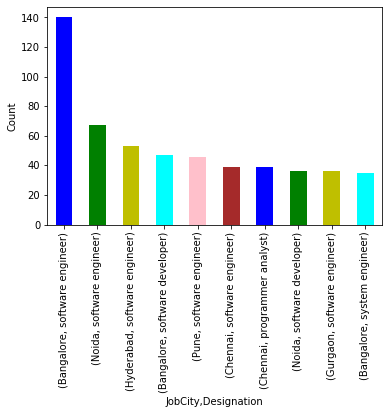 140
120
100
80
60
40
20
0
Count
(Bangalore, software engineer)
(Noida, software engineer)
(Hyderabad, software engineer)
(Bangalore, software developer)
(Pune, software engineer)
(Chennai, software engineer)
(Chennai, programmer analyst)
(Noida, software developer)
(Gurgaon, software engineer)
(Bangalore, system engineer)
JobCity,Designation